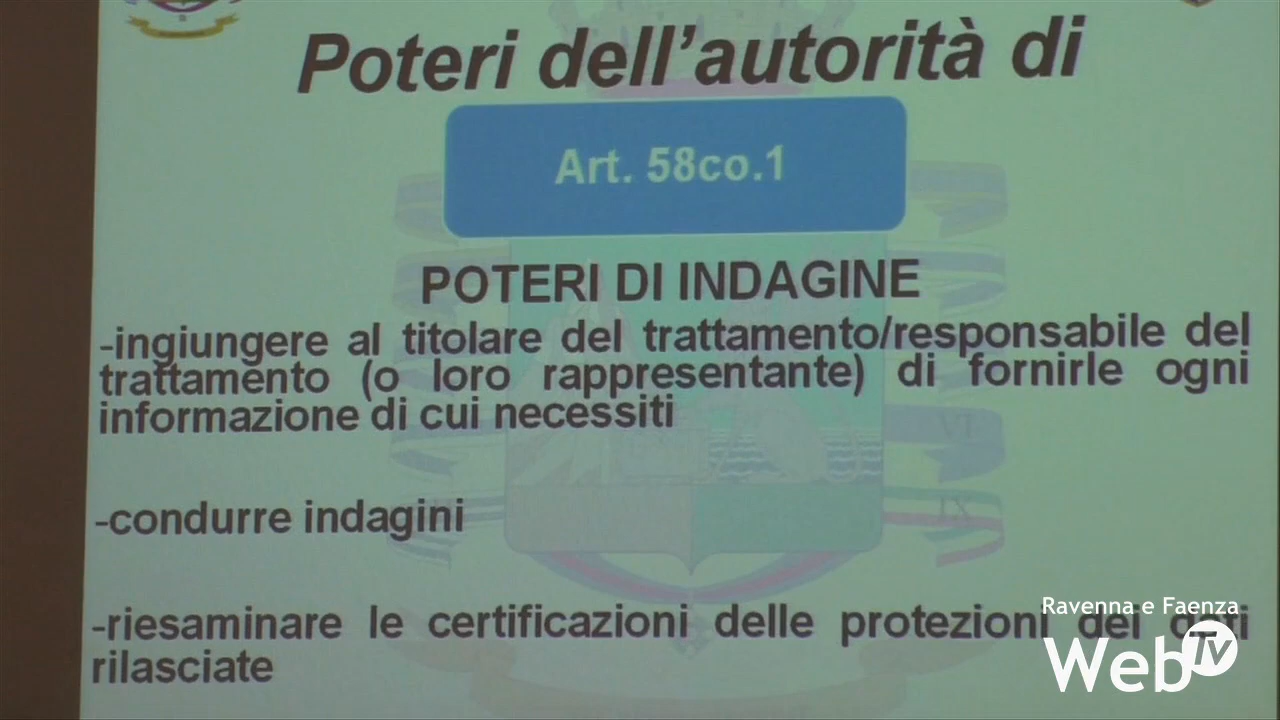 Poteri dell'autorità di
Art. 58co.1
POTERI DI INDAGINE
-ingiungere al titolare del trattamento/responsabile del
trattamento (o loro rappresentante) di fornirle ogni
informazione di cui necessiti
-condurre indagini
-riesaminare le certificazioni delle protezioni dei dati
rilasciate
Ravenna e Faenza
Web TV